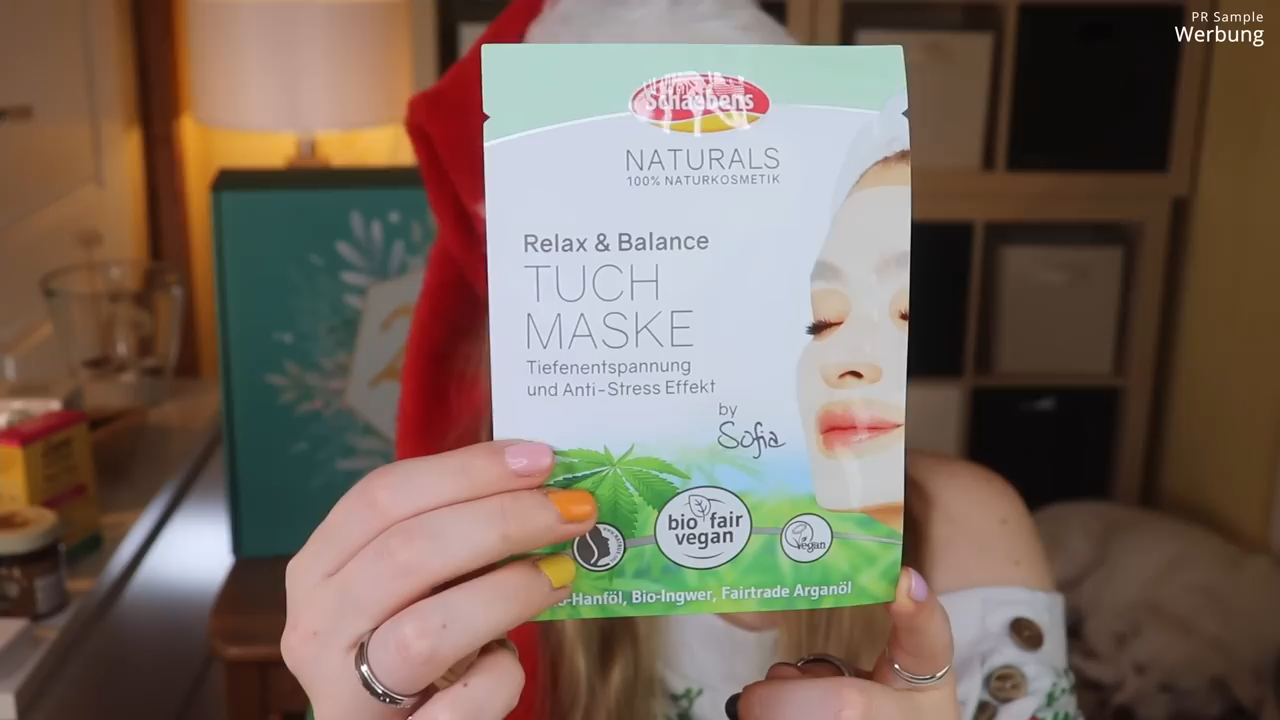 PR Sample
Werbung
Schaebens
NATURALS
100% NATURKOSMETIK
Relax & Balance
TUCH
MASKE
Tiefenentspannung
und Anti-Stress Effekt
by
Sofia
bio fair
vegan
Vegan
-Hanföl, Bio-Ingwer, Fairtrade Arganöl